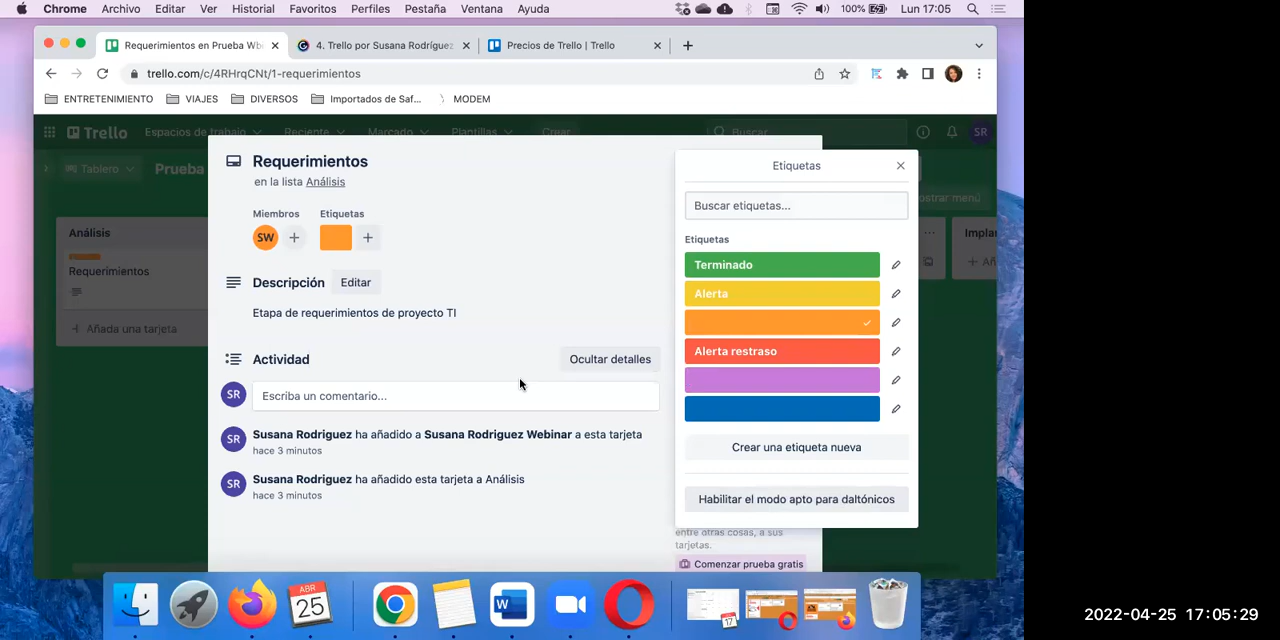 Chrome Archivo Editar Ver Historial Favoritos Perfiles Pestaña Ventana Ayuda 100% Lun 17:05
Requerimientos en Prueba We 4. Trello por Susana Rodríguez Precios de Trello | Trello
trello.com/c/4RHrqCNt/1-requerimientos
ENTRETENIMIENTO VIAJES DIVERSOS Importados de Saf... MODEM
Trello Espacios de trabajo Reciente Marcado Plantillas Crear Buscar SR
Tablero Prueba
ostrar menú
Requerimientos
en la lista Análisis
Miembros Etiquetas
SW
Descripción Editar
Etapa de requerimientos de proyecto TI
Actividad Ocultar detalles
SR Escriba un comentario...
SR Susana Rodriguez ha añadido a Susana Rodriguez Webinar a esta tarjeta
hace 3 minutos
SR Susana Rodriguez ha añadido esta tarjeta a Análisis
hace 3 minutos
Análisis
Requerimientos
+ Añada una tarjeta
Etiquetas
Buscar etiquetas...
Etiquetas
Terminado
Alerta
Alerta restraso
Crear una etiqueta nueva
Habilitar el modo apto para daltónicos
entre otras cosas, a sus
tarjetas.
Comenzar prueba gratis
Implan
+ Añ
ABR
25
W
17
2022-04-25 17:05:29